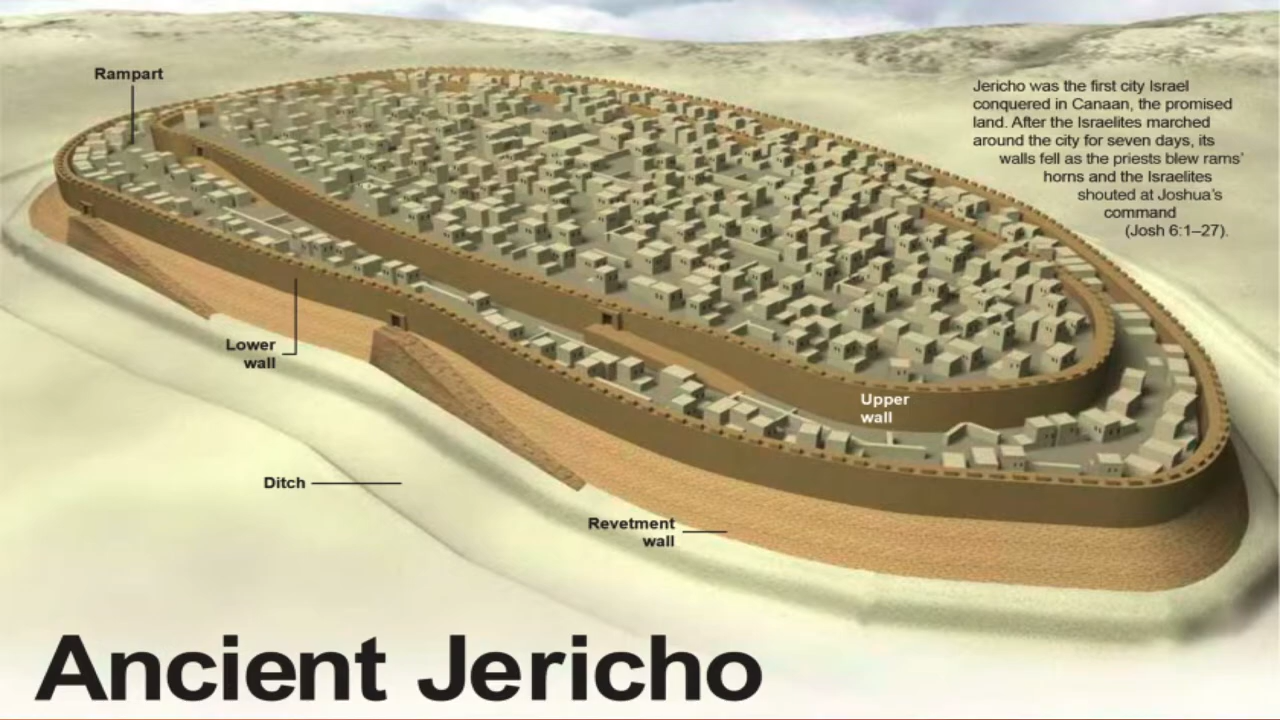 Rampart
Jericho was the first city Israel
conquered in Canaan, the promised
land. After the Israelites marched
around the city for seven days, its
walls fell as the priests blew rams’
horns and the Israelites
shouted at Joshua’s
command
(Josh 6:1–27).
Lower
wall
Upper
wall
Ditch
Revetment
wall
Ancient Jericho